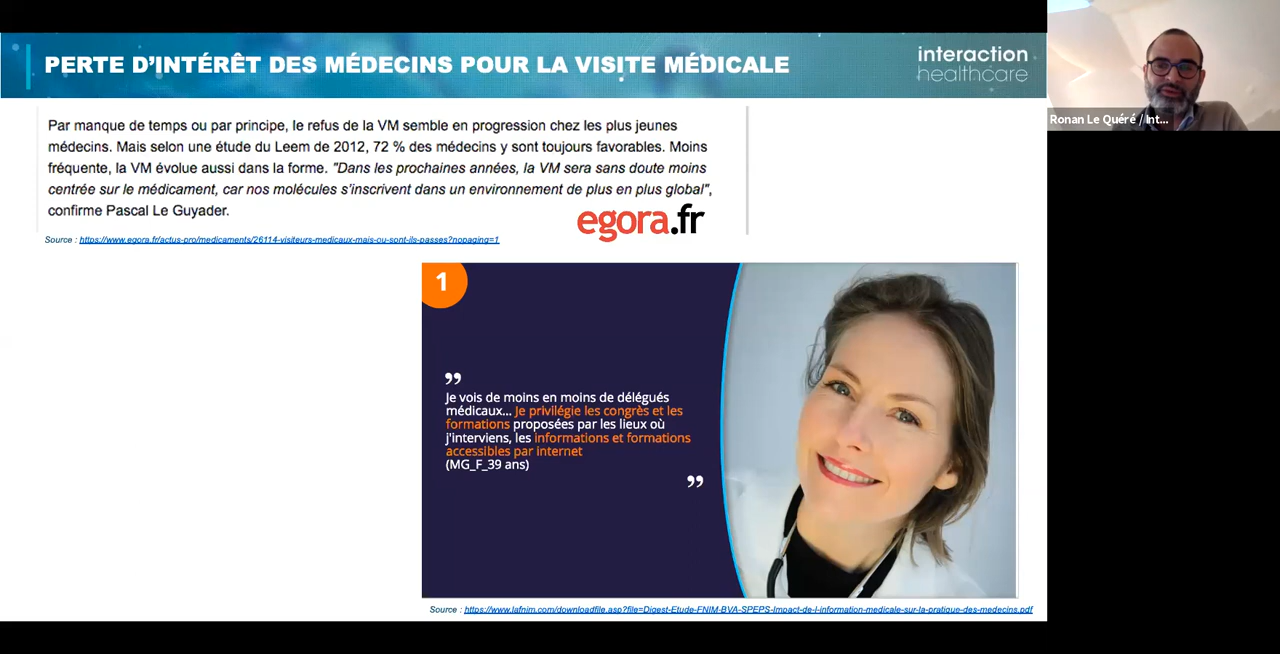 PERTE D'INTÉRÊT DES MÉDECINS POUR LA VISITE MÉDICALE
interaction
healthcare
Ronan Le Quéré / Int...
Par manque de temps ou par principe, le refus de la VM semble en progression chez les plus jeunes
médecins. Mais selon une étude du Leem de 2012, 72 % des médecins y sont toujours favorables. Moins
fréquente, la VM évolue aussi dans la forme. "Dans les prochaines années, la VM sera sans doute moins
centrée sur le médicament, car nos molécules s'inscrivent dans un environnement de plus en plus global",
confirme Pascal Le Guyader.
egora.fr
Source : https://www.egora.fr/actus-pro/medicaments/26114-visiteurs-medicaux-mais-ou-sont-ils-passes?nopaging=1
1
”
Je vois de moins en moins de délégués
médicaux... Je privilégie les congrès et les
formations proposées par les lieux où
j'interviens, les informations et formations
accessibles par internet
(MG_F_39 ans)
”
Source : https://www.lafnim.com/downloadfile.asp?file=Digest-Etude-FNIM-BVA-SPEPS-Impact-de-l-information-medicale-sur-la-pratique-des-medecins.pdf